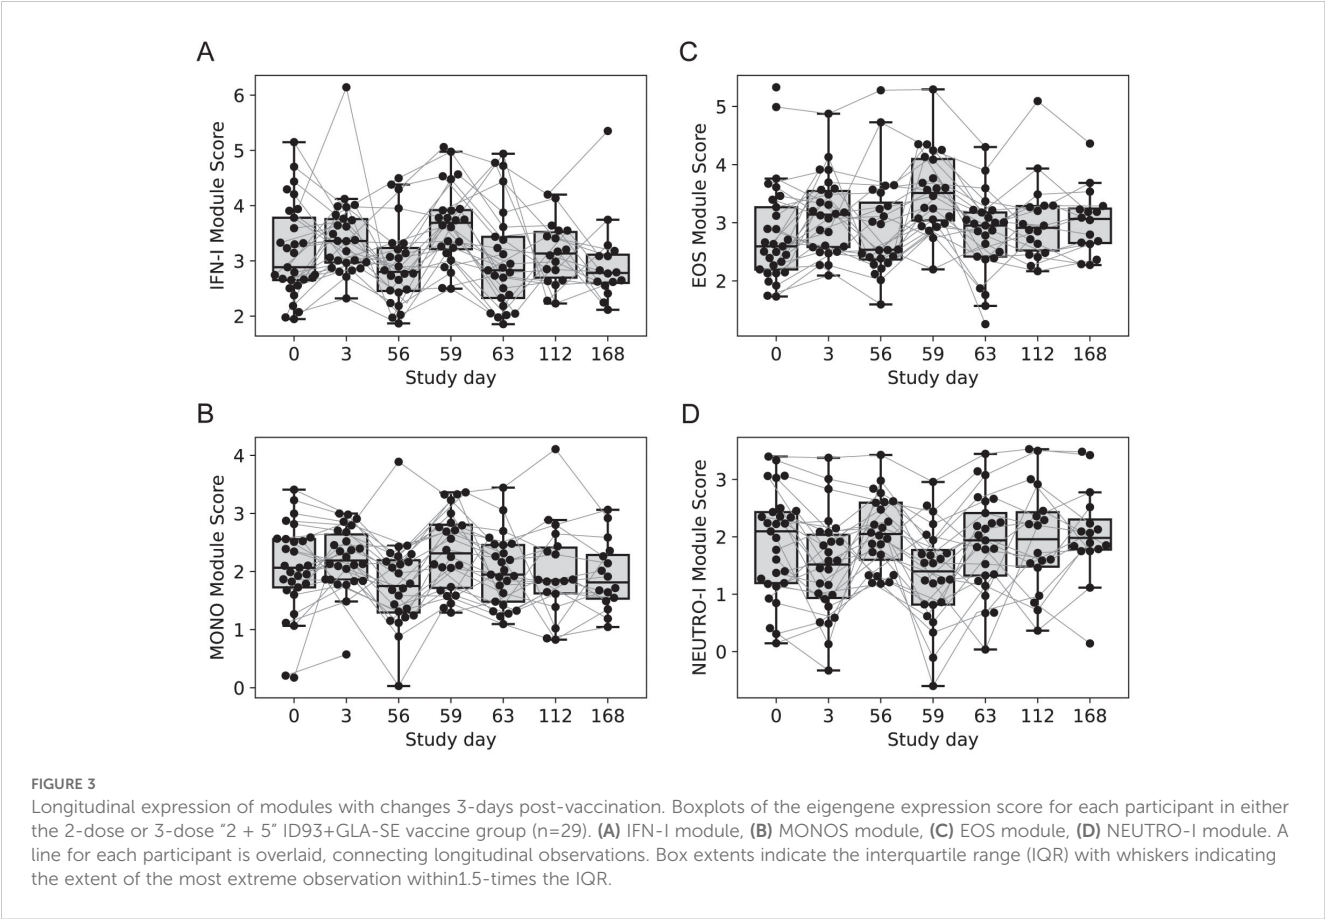 A
6
5
4
3
2
IFN-I Module Score
0 3 56 59 63 112 168
Study day
C
5
4
3
2
EOS Module Score
0 3 56 59 63 112 168
Study day
B
4
3
2
1
0
MONO Module Score
0 3 56 59 63 112 168
Study day
D
3
2
1
0
NEUTRO-I Module Score
0 3 56 59 63 112 168
Study day
FIGURE 3
Longitudinal expression of modules with changes 3-days post-vaccination. Boxplots of the eigengene expression score for each participant in either
the 2-dose or 3-dose “2 + 5” ID93+GLA-SE vaccine group (n=29). (A) IFN-I module, (B) MONOS module, (C) EOS module, (D) NEUTRO-I module. A
line for each participant is overlaid, connecting longitudinal observations. Box extents indicate the interquartile range (IQR) with whiskers indicating
the extent of the most extreme observation within1.5-times the IQR.